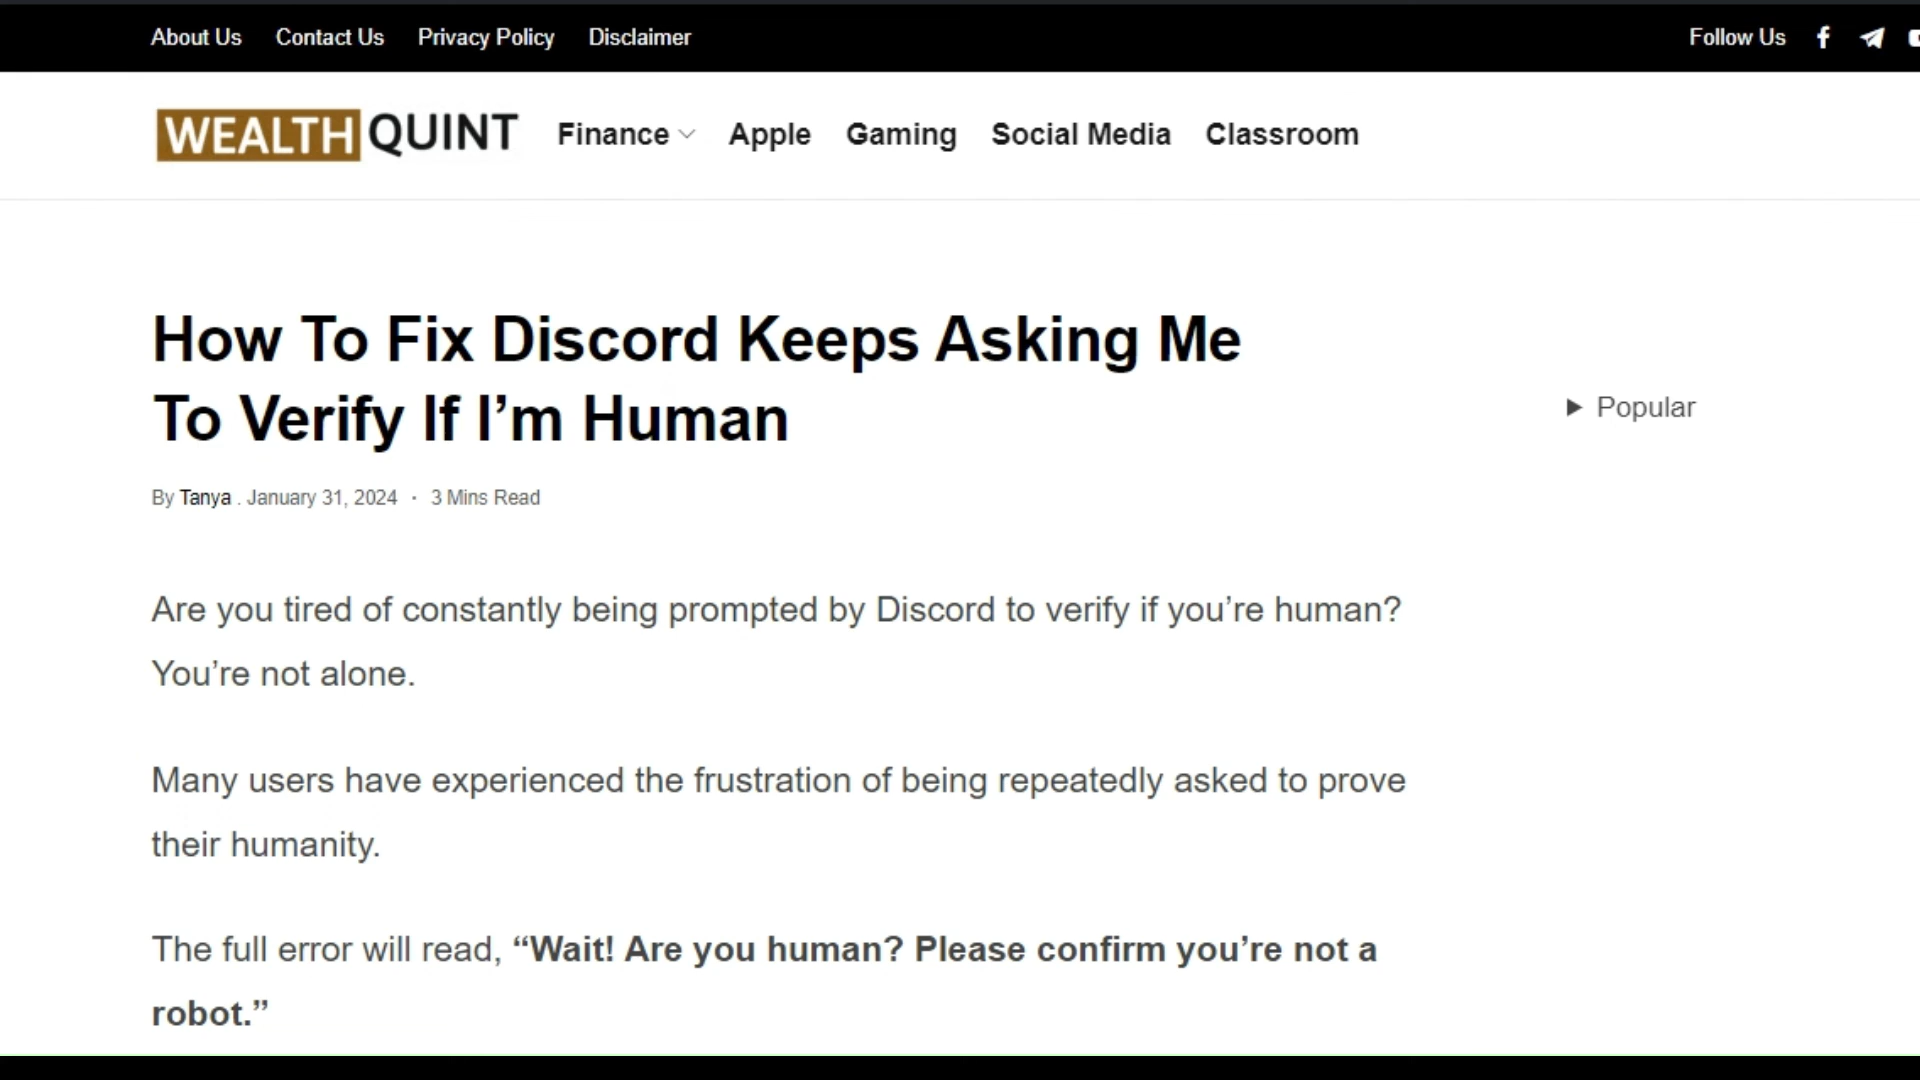 About Us Contact Us Privacy Policy Disclaimer Follow Us
WEALTH QUINT Finance Apple Gaming Social Media Classroom
How To Fix Discord Keeps Asking Me
To Verify If I’m Human
Popular
By Tanya . January 31, 2024 · 3 Mins Read
Are you tired of constantly being prompted by Discord to verify if you’re human?
You’re not alone.
Many users have experienced the frustration of being repeatedly asked to prove
their humanity.
The full error will read, “Wait! Are you human? Please confirm you’re not a
robot.”